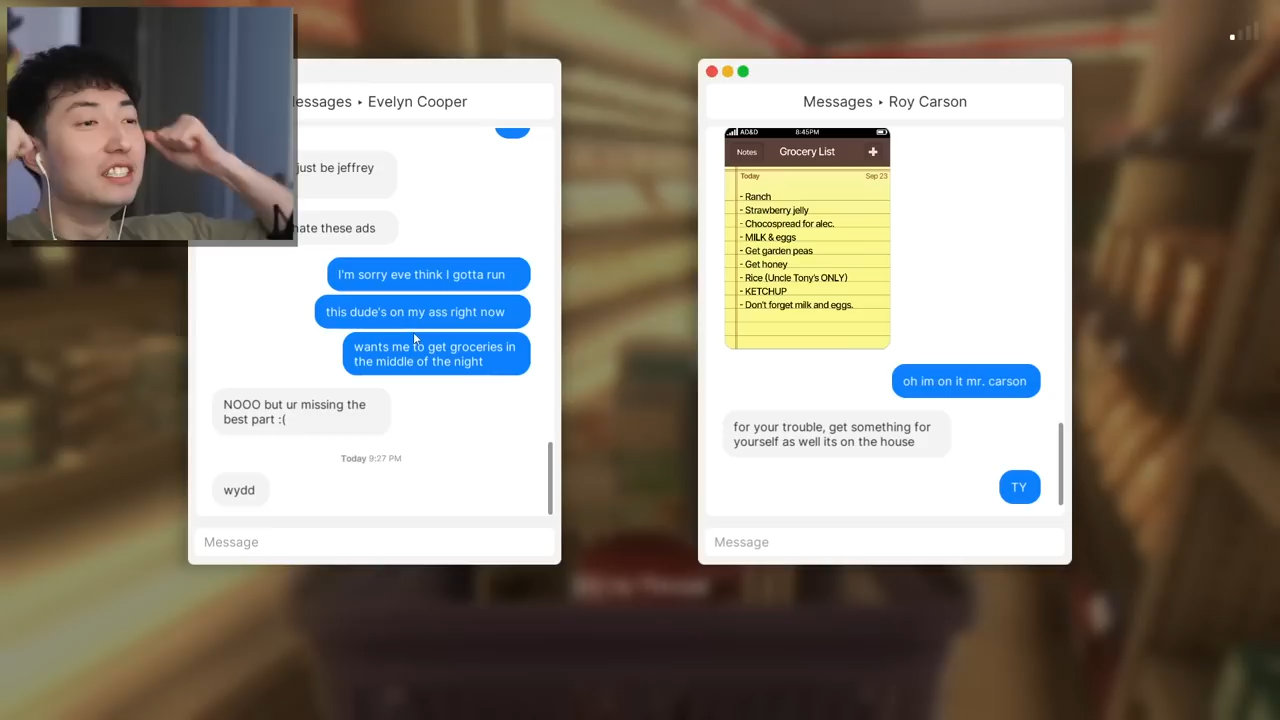 essages ▸ Evelyn Cooper
just be jeffrey
hate these ads
I'm sorry eve think I gotta run
this dude's on my ass right now
wants me to get groceries in
the middle of the night
NOOO but ur missing the
best part :(
Today 9:27 PM
wydd
Message
Messages ▸ Roy Carson
AD&D 8:45PM
Notes Grocery List +
Today Sep 23
- Ranch
- Strawberry jelly
- Chocospread for alec.
- MILK & eggs
- Get garden peas
- Get honey
- Rice (Uncle Tony's ONLY)
- KETCHUP
- Don't forget milk and eggs.
oh im on it mr. carson
for your trouble, get something for
yourself as well its on the house
TY
Message